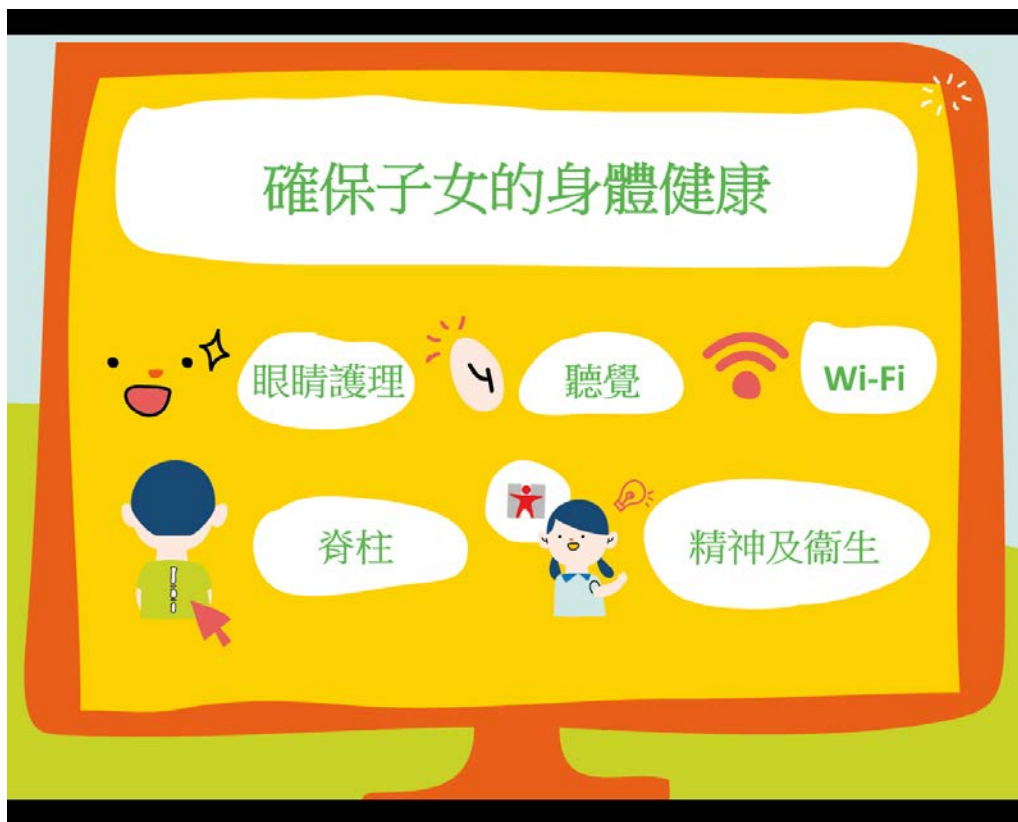 確保子女的身體健康
眼睛護理
聽覺
Wi-Fi
脊柱
精神及衞生